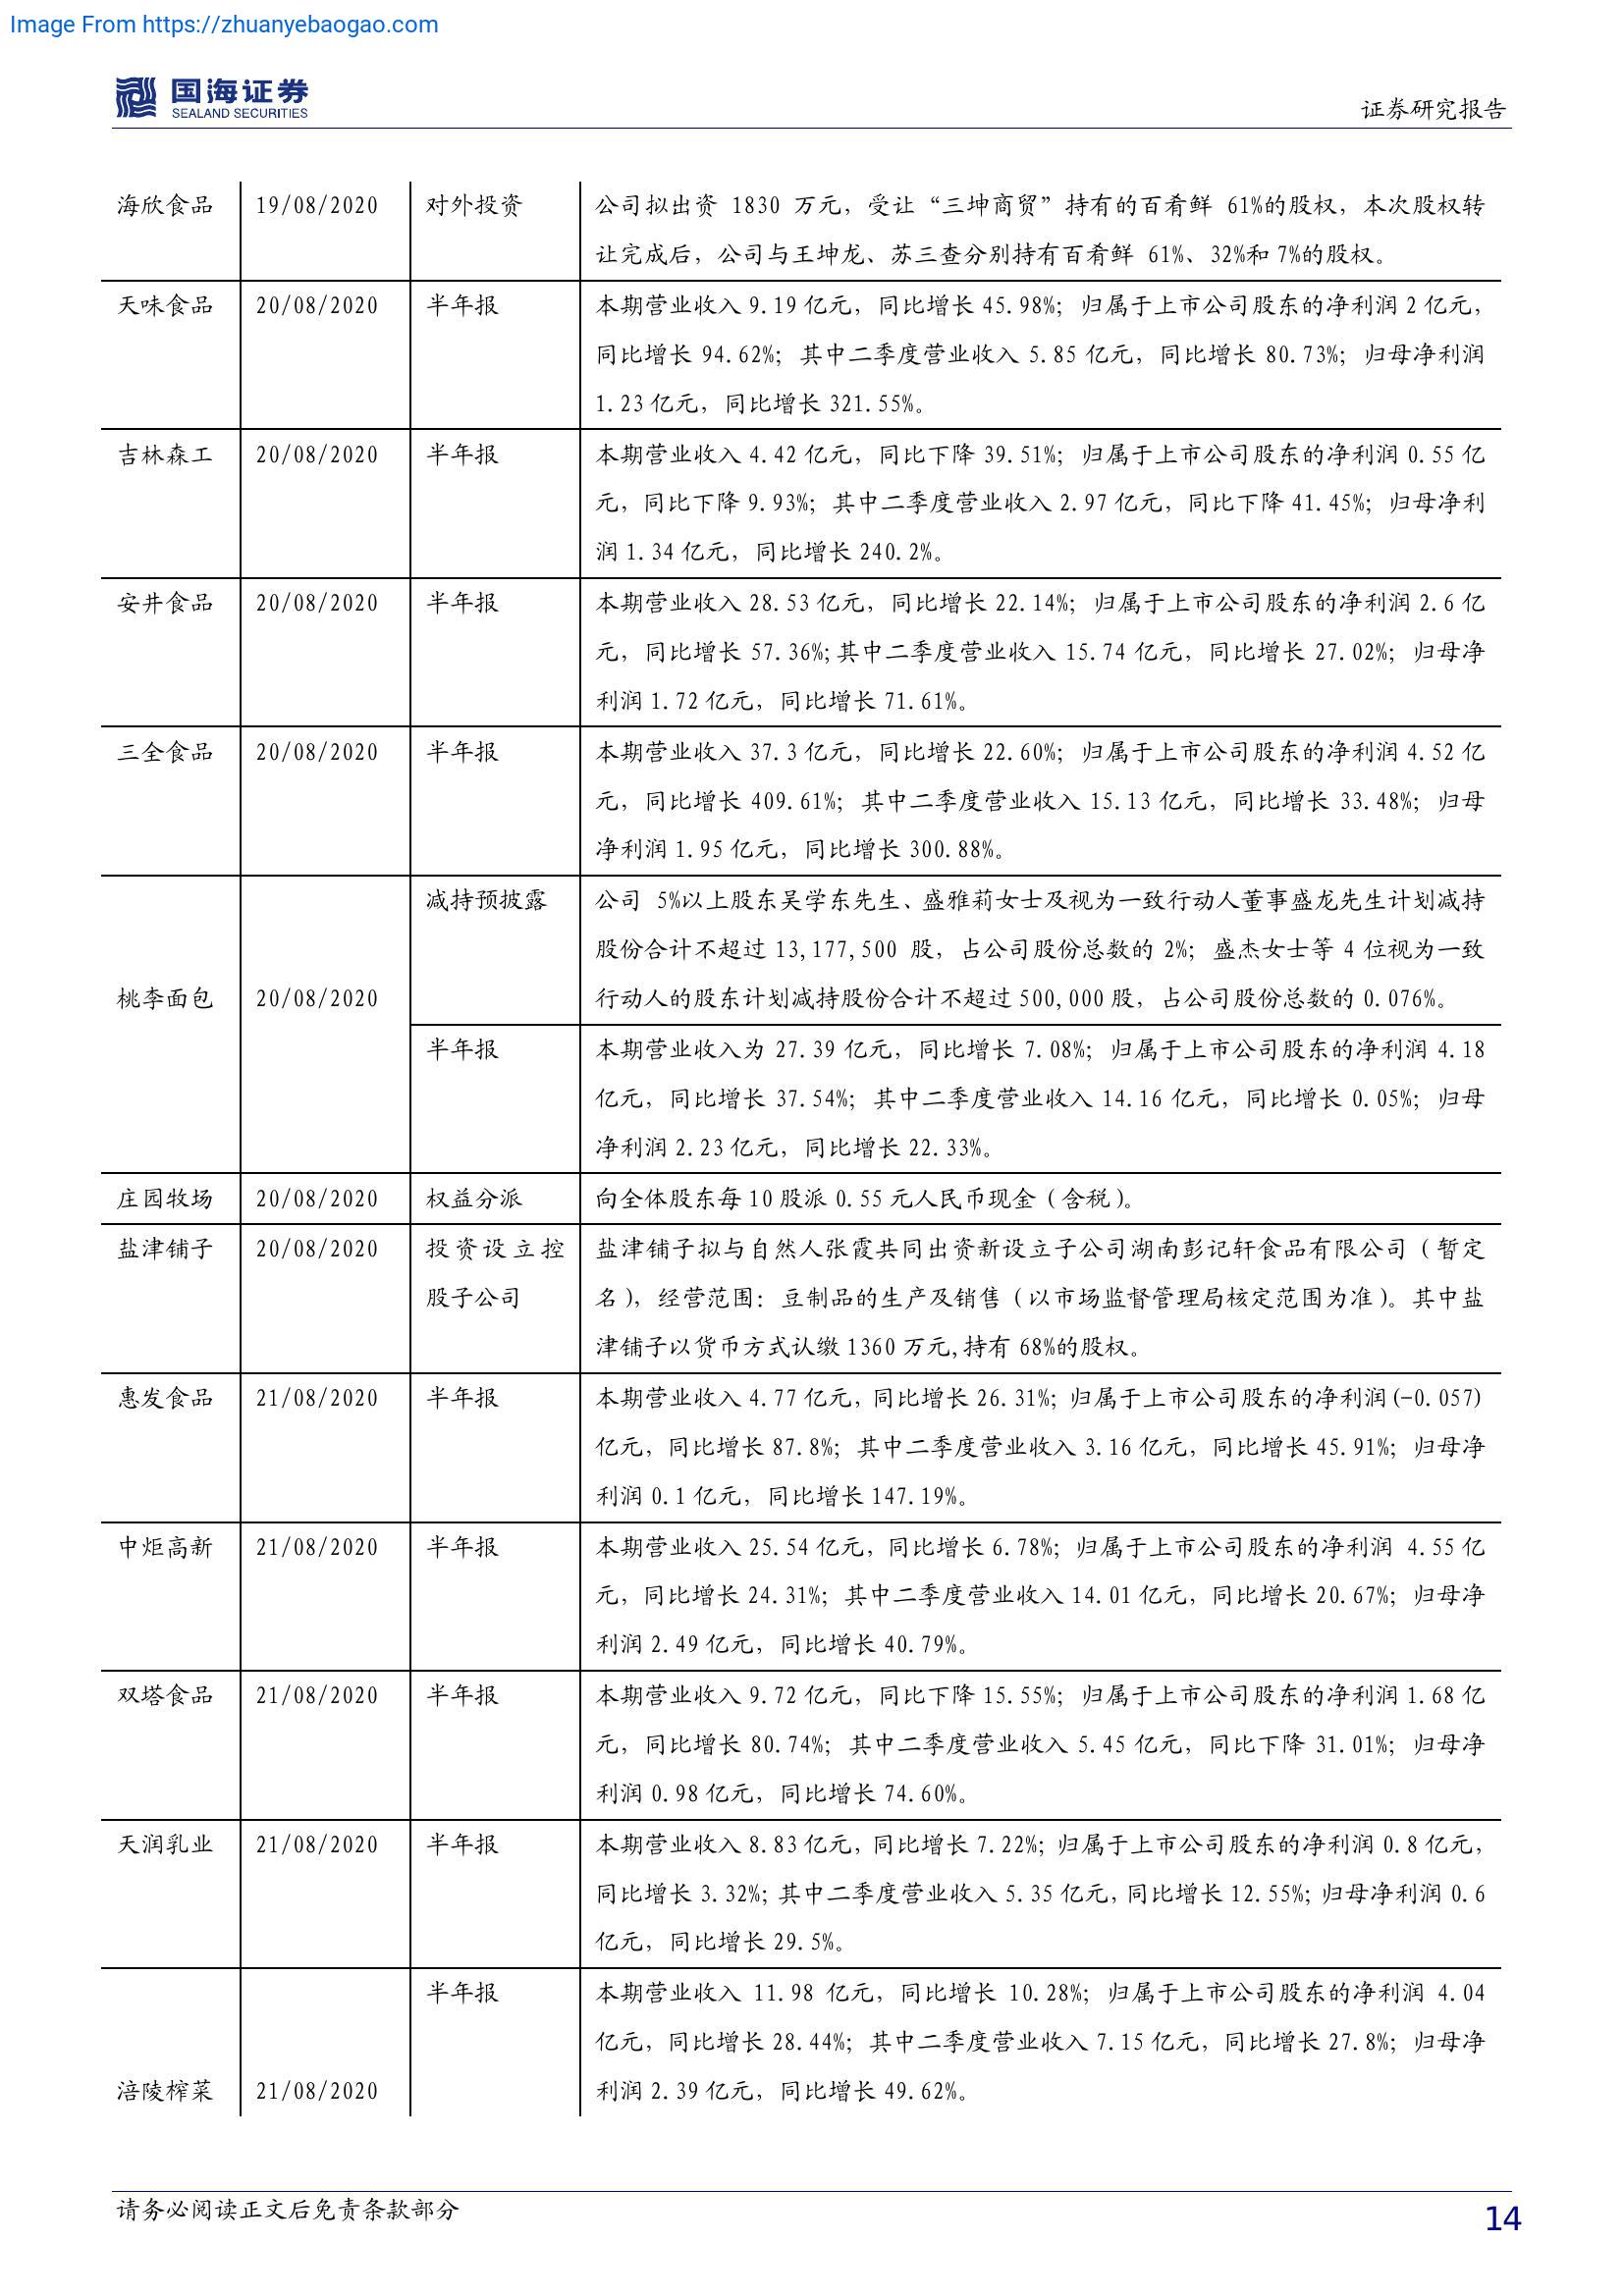 Image From https://zhuanyebaogao.com
国海证券
SEALAND SECURITIES
证券研究报告
海欣食品 19/08/2020 对外投资 公司拟出资 1830 万元，受让“三坤商贸”持有的百肴鲜 61%的股权，本次股权转
让完成后，公司与王坤龙、苏三查分别持有百肴鲜 61%、32%和 7%的股权。
天味食品 20/08/2020 半年报 本期营业收入 9.19 亿元，同比增长 45.98%；归属于上市公司股东的净利润 2 亿元，
同比增长 94.62%；其中二季度营业收入 5.85 亿元，同比增长 80.73%；归母净利润
1.23 亿元，同比增长 321.55%。
吉林森工 20/08/2020 半年报 本期营业收入 4.42 亿元，同比下降 39.51%；归属于上市公司股东的净利润 0.55 亿
元，同比下降 9.93%；其中二季度营业收入 2.97 亿元，同比下降 41.45%；归母净利
润 1.34 亿元，同比增长 240.2%。
安井食品 20/08/2020 半年报 本期营业收入 28.53 亿元，同比增长 22.14%；归属于上市公司股东的净利润 2.6 亿
元，同比增长 57.36%;其中二季度营业收入 15.74 亿元，同比增长 27.02%；归母净
利润 1.72 亿元，同比增长 71.61%。
三全食品 20/08/2020 半年报 本期营业收入 37.3 亿元，同比增长 22.60%；归属于上市公司股东的净利润 4.52 亿
元，同比增长 409.61%；其中二季度营业收入 15.13 亿元，同比增长 33.48%；归母
净利润 1.95 亿元，同比增长 300.88%。
减持预披露 公司 5%以上股东吴学东先生、盛雅莉女士及视为一致行动人董事盛龙先生计划减持
股份合计不超过 13,177,500 股，占公司股份总数的 2%；盛杰女士等 4 位视为一致
桃李面包 20/08/2020 行动人的股东计划减持股份合计不超过 500,000 股，占公司股份总数的 0.076%。
半年报 本期营业收入为 27.39 亿元，同比增长 7.08%；归属于上市公司股东的净利润 4.18
亿元，同比增长 37.54%；其中二季度营业收入 14.16 亿元，同比增长 0.05%；归母
净利润 2.23 亿元，同比增长 22.33%。
庄园牧场 20/08/2020 权益分派 向全体股东每 10 股派 0.55 元人民币现金（含税）。
盐津铺子 20/08/2020 投资设立控 盐津铺子拟与自然人张霞共同出资新设立子公司湖南彭记轩食品有限公司（暂定
股子公司 名），经营范围：豆制品的生产及销售（以市场监督管理局核定范围为准）。其中盐
津铺子以货币方式认缴 1360 万元,持有 68%的股权。
惠发食品 21/08/2020 半年报 本期营业收入 4.77 亿元，同比增长 26.31%；归属于上市公司股东的净利润(-0.057)
亿元，同比增长 87.8%；其中二季度营业收入 3.16 亿元，同比增长 45.91%；归母净
利润 0.1 亿元，同比增长 147.19%。
中炬高新 21/08/2020 半年报 本期营业收入 25.54 亿元，同比增长 6.78%；归属于上市公司股东的净利润 4.55 亿
元，同比增长 24.31%；其中二季度营业收入 14.01 亿元，同比增长 20.67%；归母净
利润 2.49 亿元，同比增长 40.79%。
双塔食品 21/08/2020 半年报 本期营业收入 9.72 亿元，同比下降 15.55%；归属于上市公司股东的净利润 1.68 亿
元，同比增长 80.74%；其中二季度营业收入 5.45 亿元，同比下降 31.01%；归母净
利润 0.98 亿元，同比增长 74.60%。
天润乳业 21/08/2020 半年报 本期营业收入 8.83 亿元，同比增长 7.22%；归属于上市公司股东的净利润 0.8 亿元，
同比增长 3.32%；其中二季度营业收入 5.35 亿元，同比增长 12.55%；归母净利润 0.6
亿元，同比增长 29.5%。
半年报 本期营业收入 11.98 亿元，同比增长 10.28%；归属于上市公司股东的净利润 4.04
亿元，同比增长 28.44%；其中二季度营业收入 7.15 亿元，同比增长 27.8%；归母净
涪陵榨菜 21/08/2020 利润 2.39 亿元，同比增长 49.62%。
请务必阅读正文后免责条款部分
14